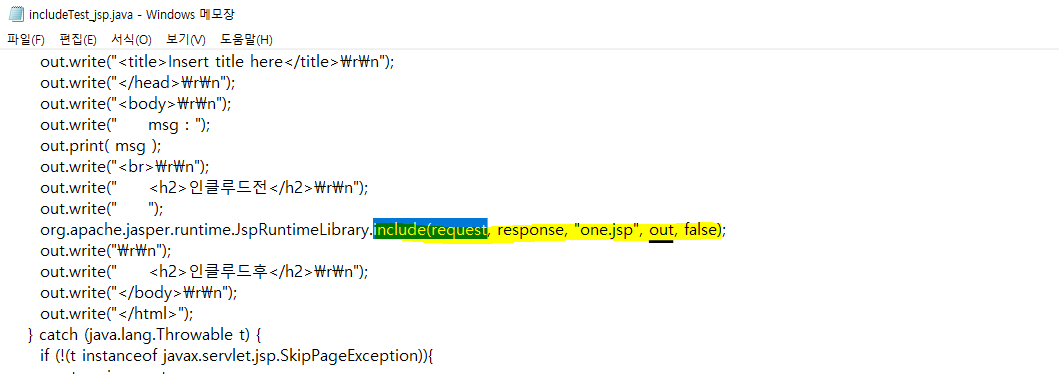 includeTest_jsp.java - Windows 메모장
파일(F) 편집(E) 서식(O) 보기(V) 도움말(H)
out.write("<title>Insert title here</title>₩r₩n");
out.write("</head>₩r₩n");
out.write("<body>₩r₩n");
out.write("      msg : ");
out.print( msg );
out.write("<br>₩r₩n");
out.write("      <h2>인클루드전</h2>₩r₩n");
out.write("      ");
org.apache.jasper.runtime.JspRuntimeLibrary.include(request, response, "one.jsp", out, false);
out.write("₩r₩n");
out.write("      <h2>인클루드후</h2>₩r₩n");
out.write("</body>₩r₩n");
out.write("</html>");
} catch (java.lang.Throwable t) {
if (!(t instanceof javax.servlet.jsp.SkipPageException)){